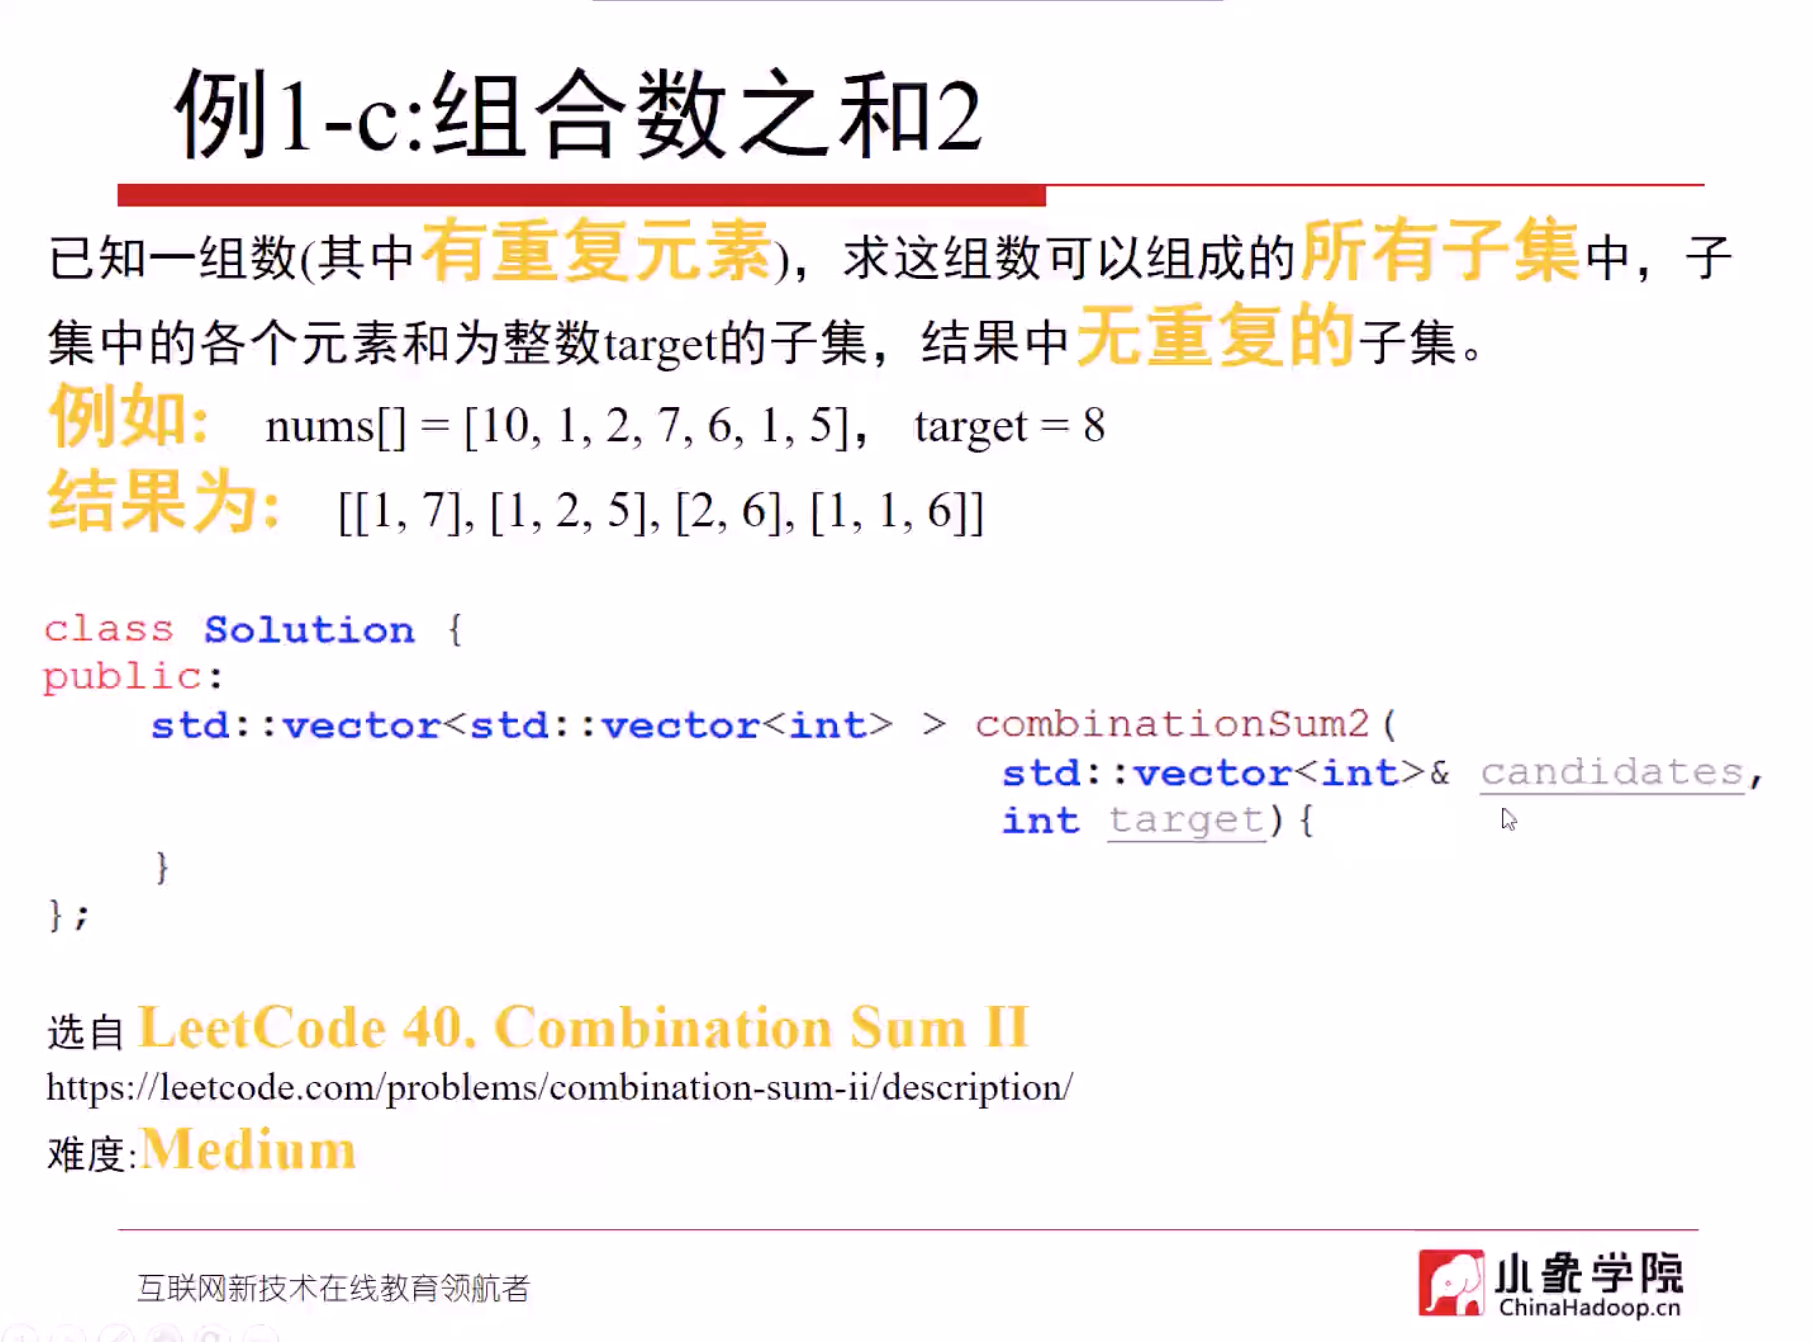 例1-c:组合数之和2
已知一组数(其中有重复元素)，求这组数可以组成的所有子集中，子
集中的各个元素和为整数target的子集，结果中无重复的子集。
例如: nums[] = [10, 1, 2, 7, 6, 1, 5]， target = 8
结果为: [[1, 7], [1, 2, 5], [2, 6], [1, 1, 6]]
class Solution {
public:
std::vector<std::vector<int> > combinationSum2(
std::vector<int>& candidates,
int target){
}
};
选自 LeetCode 40. Combination Sum II
https://leetcode.com/problems/combination-sum-ii/description/
难度:Medium
互联网新技术在线教育领航者
小象学院
ChinaHadoop.cn